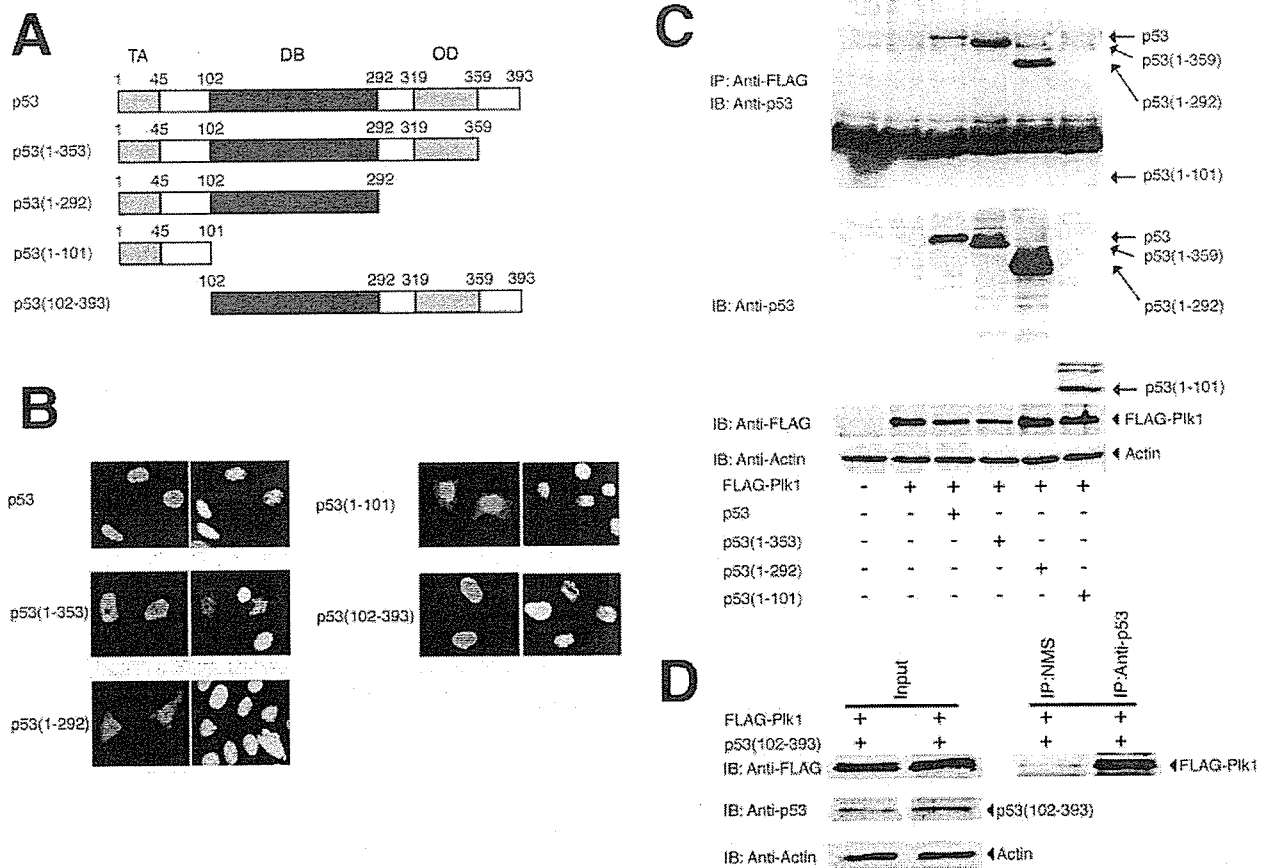 A
TA DB OD
1 45 102 292 319 359 393
p53
1 45 102 292 319 359
p53(1-353)
1 45 102 292
p53(1-292)
1 45 101
p53(1-101)
102 292 319 359 393
p53(102-393)
B
p53
p53(1-101)
p53(1-353)
p53(102-393)
p53(1-292)
C
IP: Anti-FLAG
IB: Anti-p53
p53
p53(1-359)
p53(1-292)
p53(1-101)
IB: Anti-p53
p53
p53(1-359)
p53(1-292)
p53(1-101)
IB: Anti-FLAG
FLAG-Plk1
IB: Anti-Actin
Actin
FLAG-Plk1 - + + + + +
p53 - - + - - -
p53(1-353) - - - + - -
p53(1-292) - - - - + -
p53(1-101) - - - - - +
D
Input IP:NMS IP:Anti-p53
FLAG-Plk1 + + + +
p53(102-393) + + + +
IB: Anti-FLAG
FLAG-Plk1
IB: Anti-p53
p53(102-393)
IB: Anti-Actin
Actin